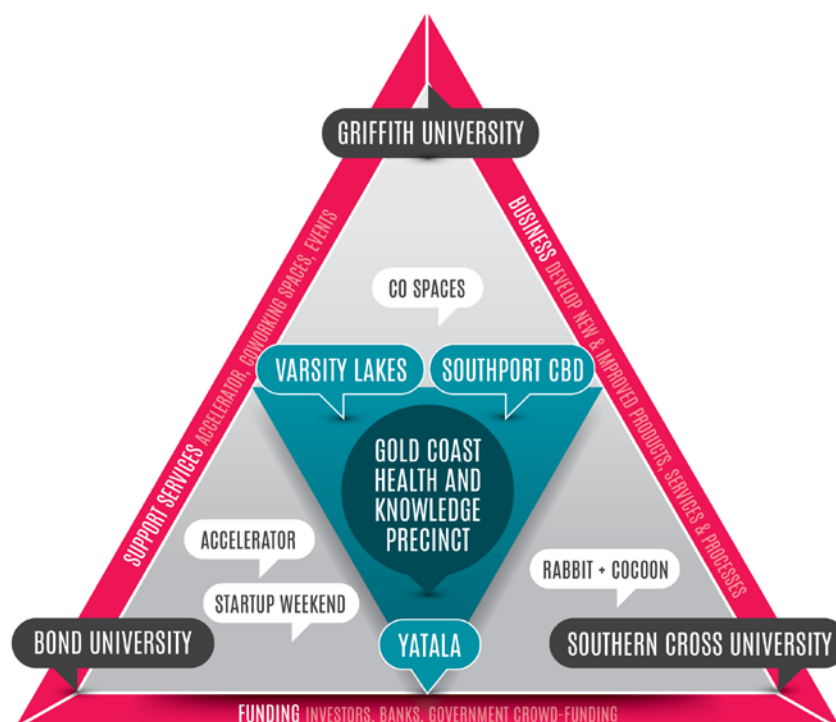 GRIFFITH UNIVERSITY
SUPPORT SERVICES ACCELERATOR, COWORKING SPACES, EVENTS
BUSINESS DEVELOP NEW & IMPROVED PRODUCTS, SERVICES & PROCESSES
CO SPACES
VARSITY LAKES
SOUTHPORT CBD
GOLD COAST
HEALTH AND
KNOWLEDGE
PRECINCT
ACCELERATOR
STARTUP WEEKEND
RABBIT + COCOON
BOND UNIVERSITY
YATALA
SOUTHERN CROSS UNIVERSITY
FUNDING INVESTORS, BANKS, GOVERNMENT CROWD-FUNDING